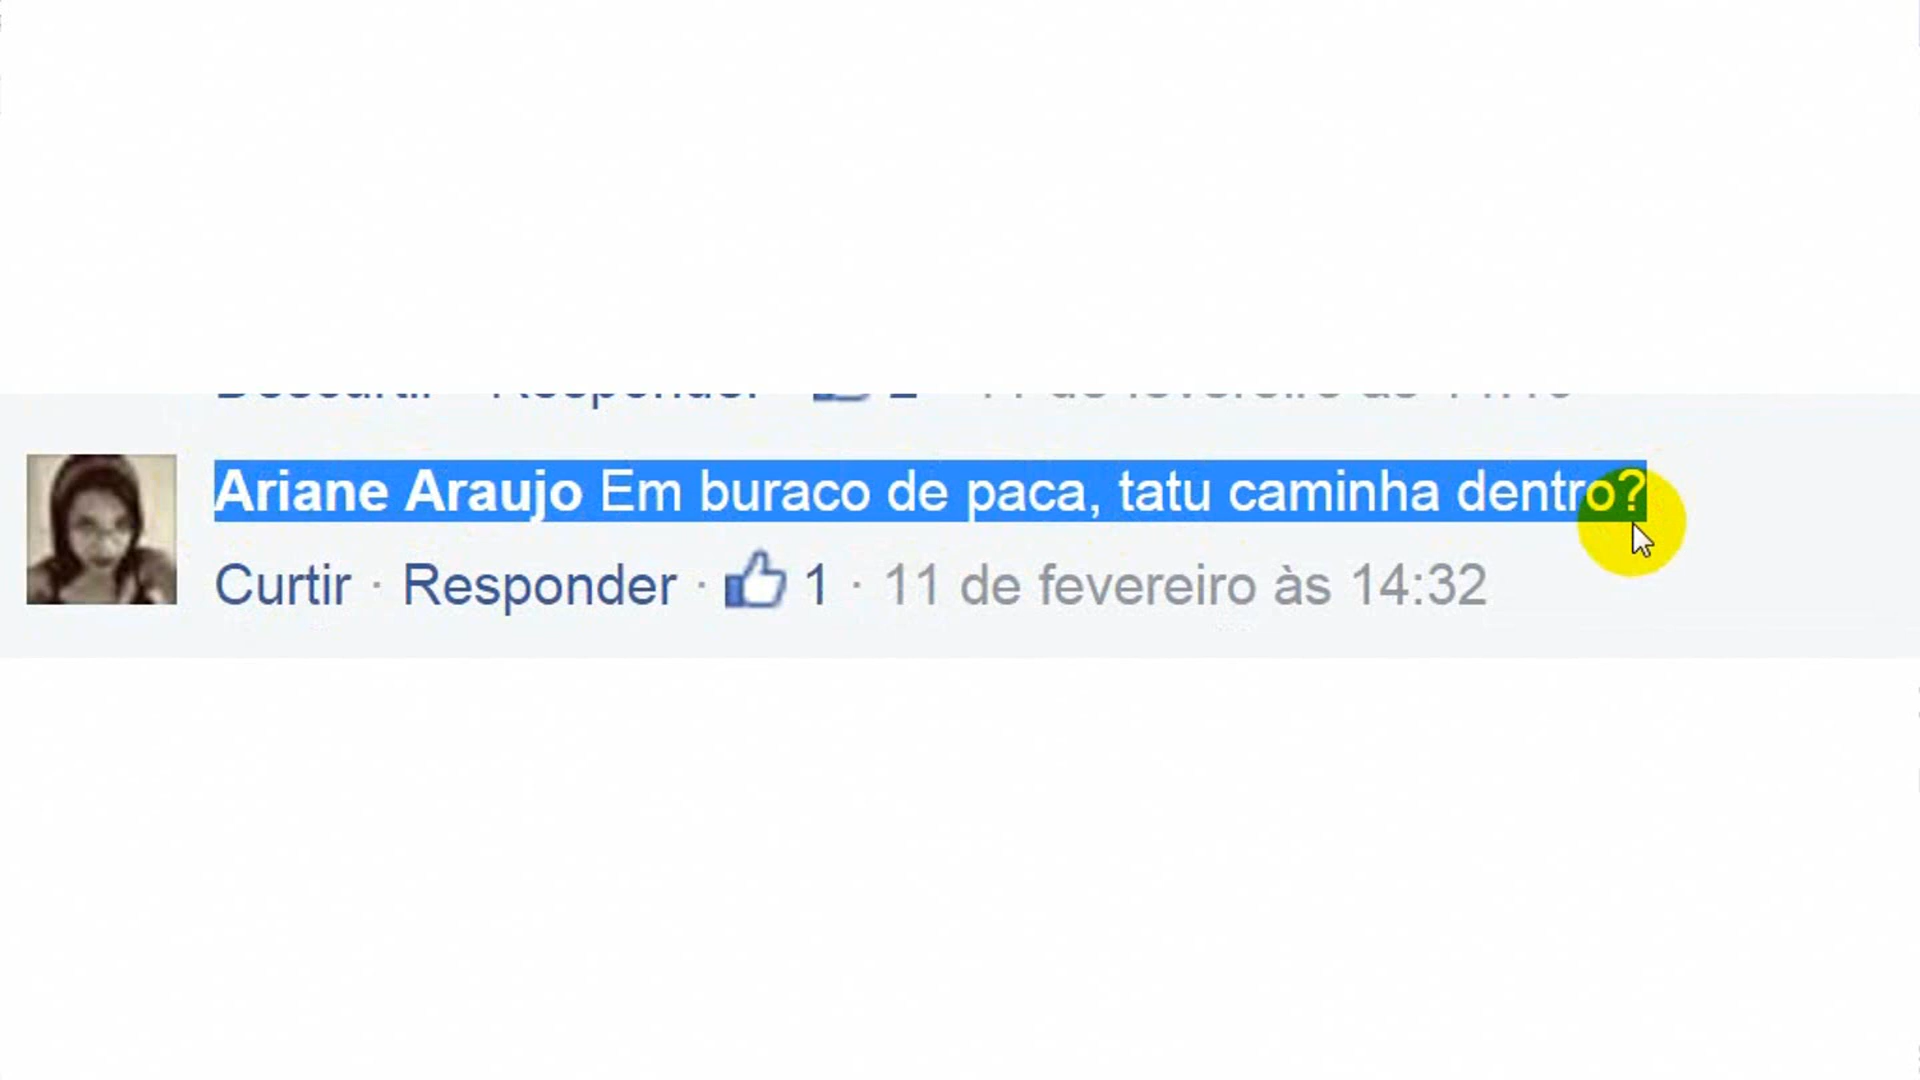 Ariane Araujo Em buraco de paca, tatu caminha dentro?
Curtir · Responder · 1 · 11 de fevereiro às 14:32